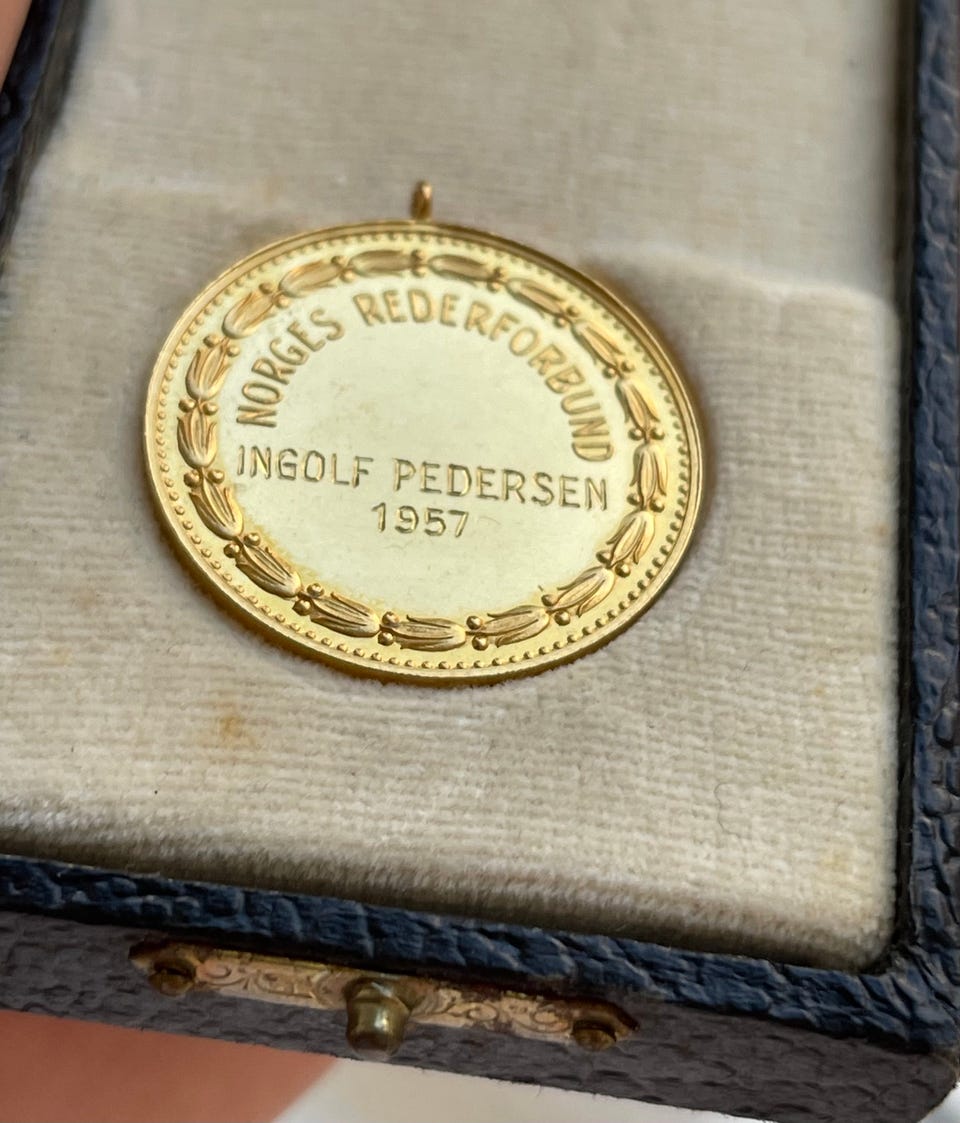 NORGES REDERFORBUND
INGOLF PEDERSEN
1957